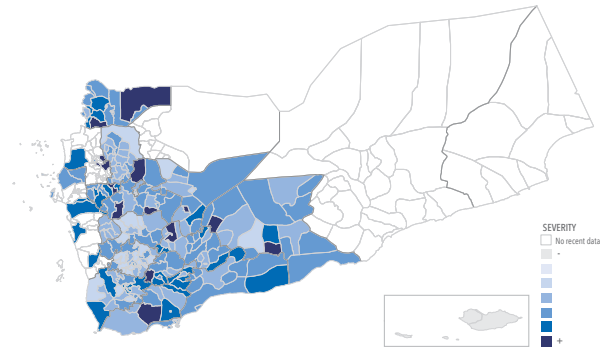 SEVERITY
No recent data
-
+